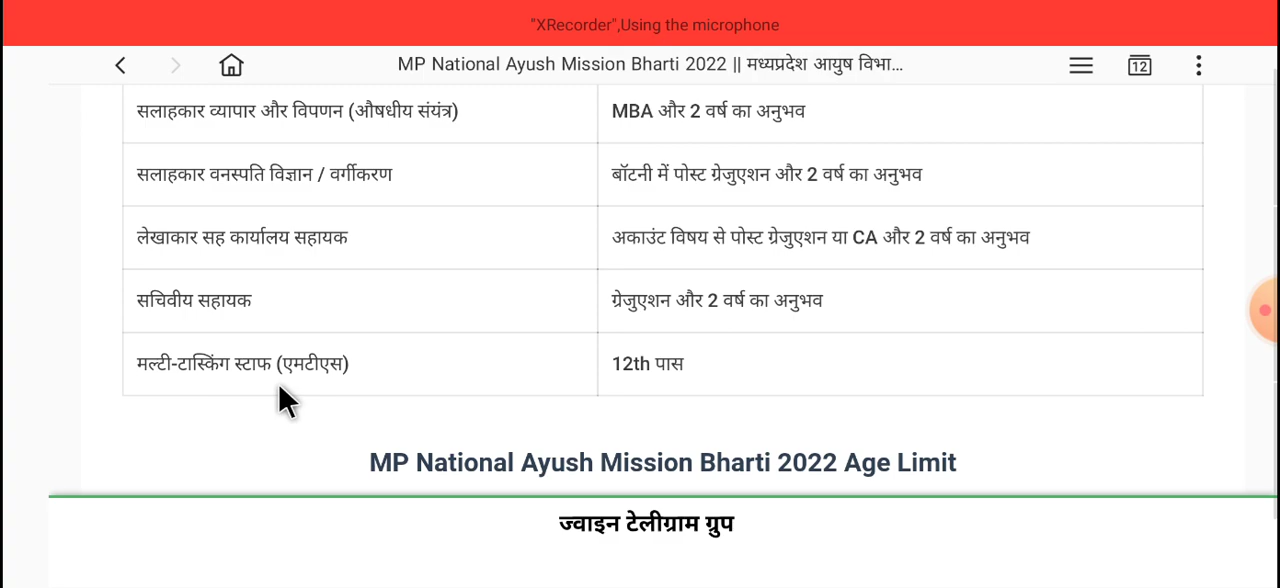 "XRecorder",Using the microphone
MP National Ayush Mission Bharti 2022 || मध्यप्रदेश आयुष विभा...
12
सलाहकार व्यापार और विपणन (औषधीय संयंत्र) MBA और 2 वर्ष का अनुभव
सलाहकार वनस्पति विज्ञान / वर्गीकरण बॉटनी में पोस्ट ग्रेजुएशन और 2 वर्ष का अनुभव
लेखाकार सह कार्यालय सहायक अकाउंट विषय से पोस्ट ग्रेजुएशन या CA और 2 वर्ष का अनुभव
सचिवीय सहायक ग्रेजुएशन और 2 वर्ष का अनुभव
मल्टी-टास्किंग स्टाफ (एमटीएस) 12th पास
MP National Ayush Mission Bharti 2022 Age Limit
ज्वाइन टेलीग्राम ग्रुप